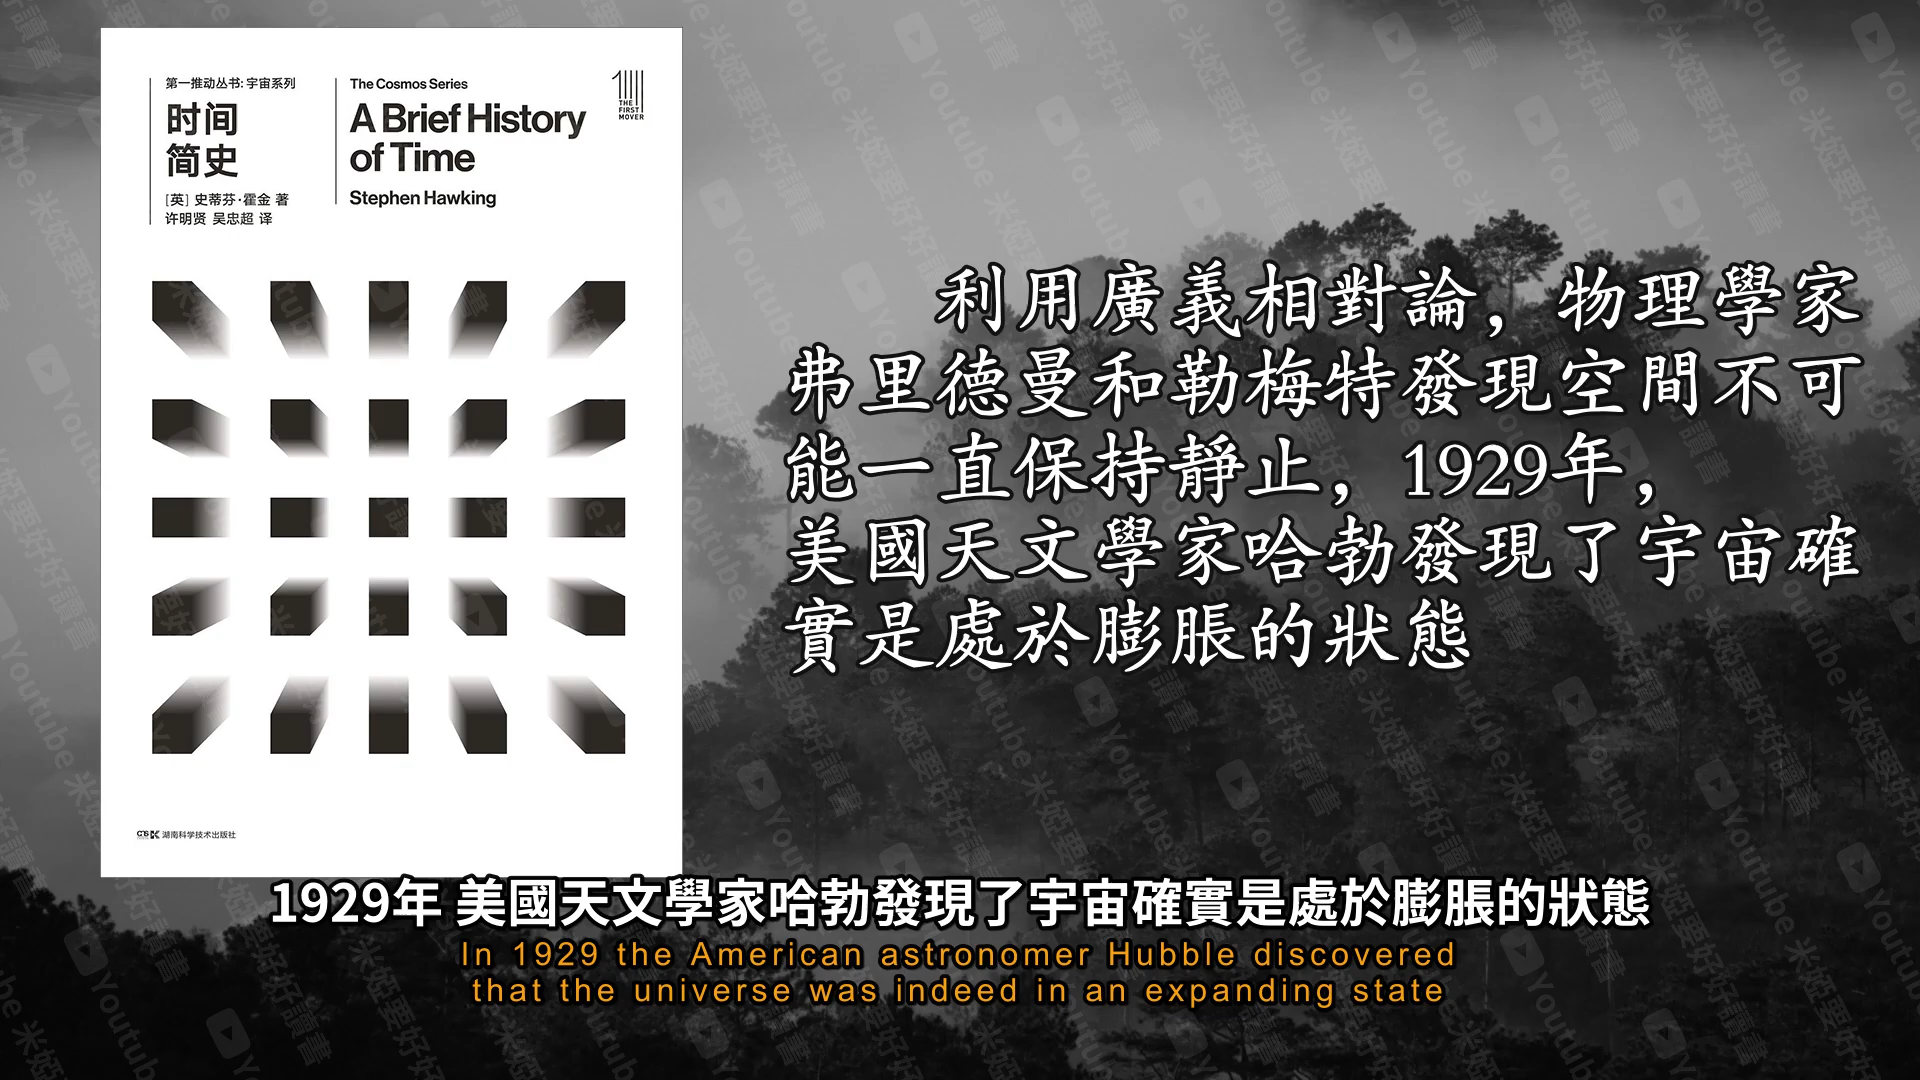 第一推动丛书: 宇宙系列
时间
简史
[英] 史蒂芬·霍金 著
许明贤 吴忠超 译
The Cosmos Series
A Brief History
of Time
Stephen Hawking
THE
FIRST
MOVER
湖南科学技术出版社
利用廣義相對論，物理學家
弗里德曼和勒梅特發現空間不可
能一直保持靜止，1929年，
美國天文學家哈勃發現了宇宙確
實是處於膨脹的狀態
1929年 美國天文學家哈勃發現了宇宙確實是處於膨脹的狀態
In 1929 the American astronomer Hubble discovered
that the universe was indeed in an expanding state
Youtube 米婭要好好讀書